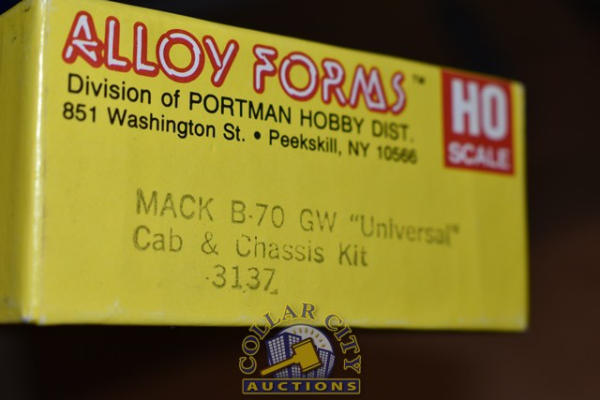 ALLOY FORMS™
Division of PORTMAN HOBBY DIST.
851 Washington St. • Peekskill, NY 10566
HO
SCALE
MACK B-70 GW "Universal"
Cab & Chassis Kit
3137
COLLAR CITY
AUCTIONS